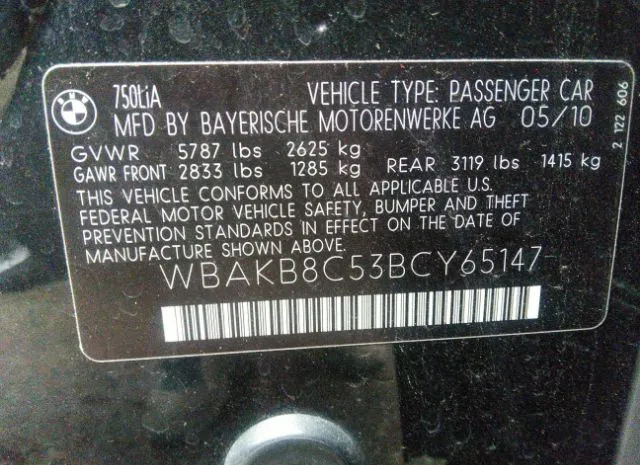 BMW
750LiA VEHICLE TYPE: PASSENGER CAR
MFD BY BAYERISCHE MOTORENWERKE AG 05/10
GVWR 5787 lbs 2625 kg
GAWR FRONT 2833 lbs 1285 kg REAR 3119 lbs 1415 kg
THIS VEHICLE CONFORMS TO ALL APPLICABLE U.S.
FEDERAL MOTOR VEHICLE SAFETY, BUMPER AND THEFT
PREVENTION STANDARDS IN EFFECT ON THE DATE OF
MANUFACTURE SHOWN ABOVE.
WBAKB8C53BCY65147
2 122 606